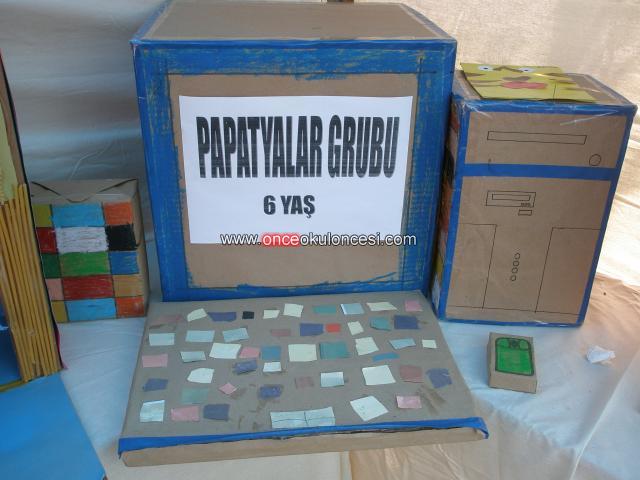 PAPATYALAR GRUBU
6 YAŞ
www.onceokuloncesi.com